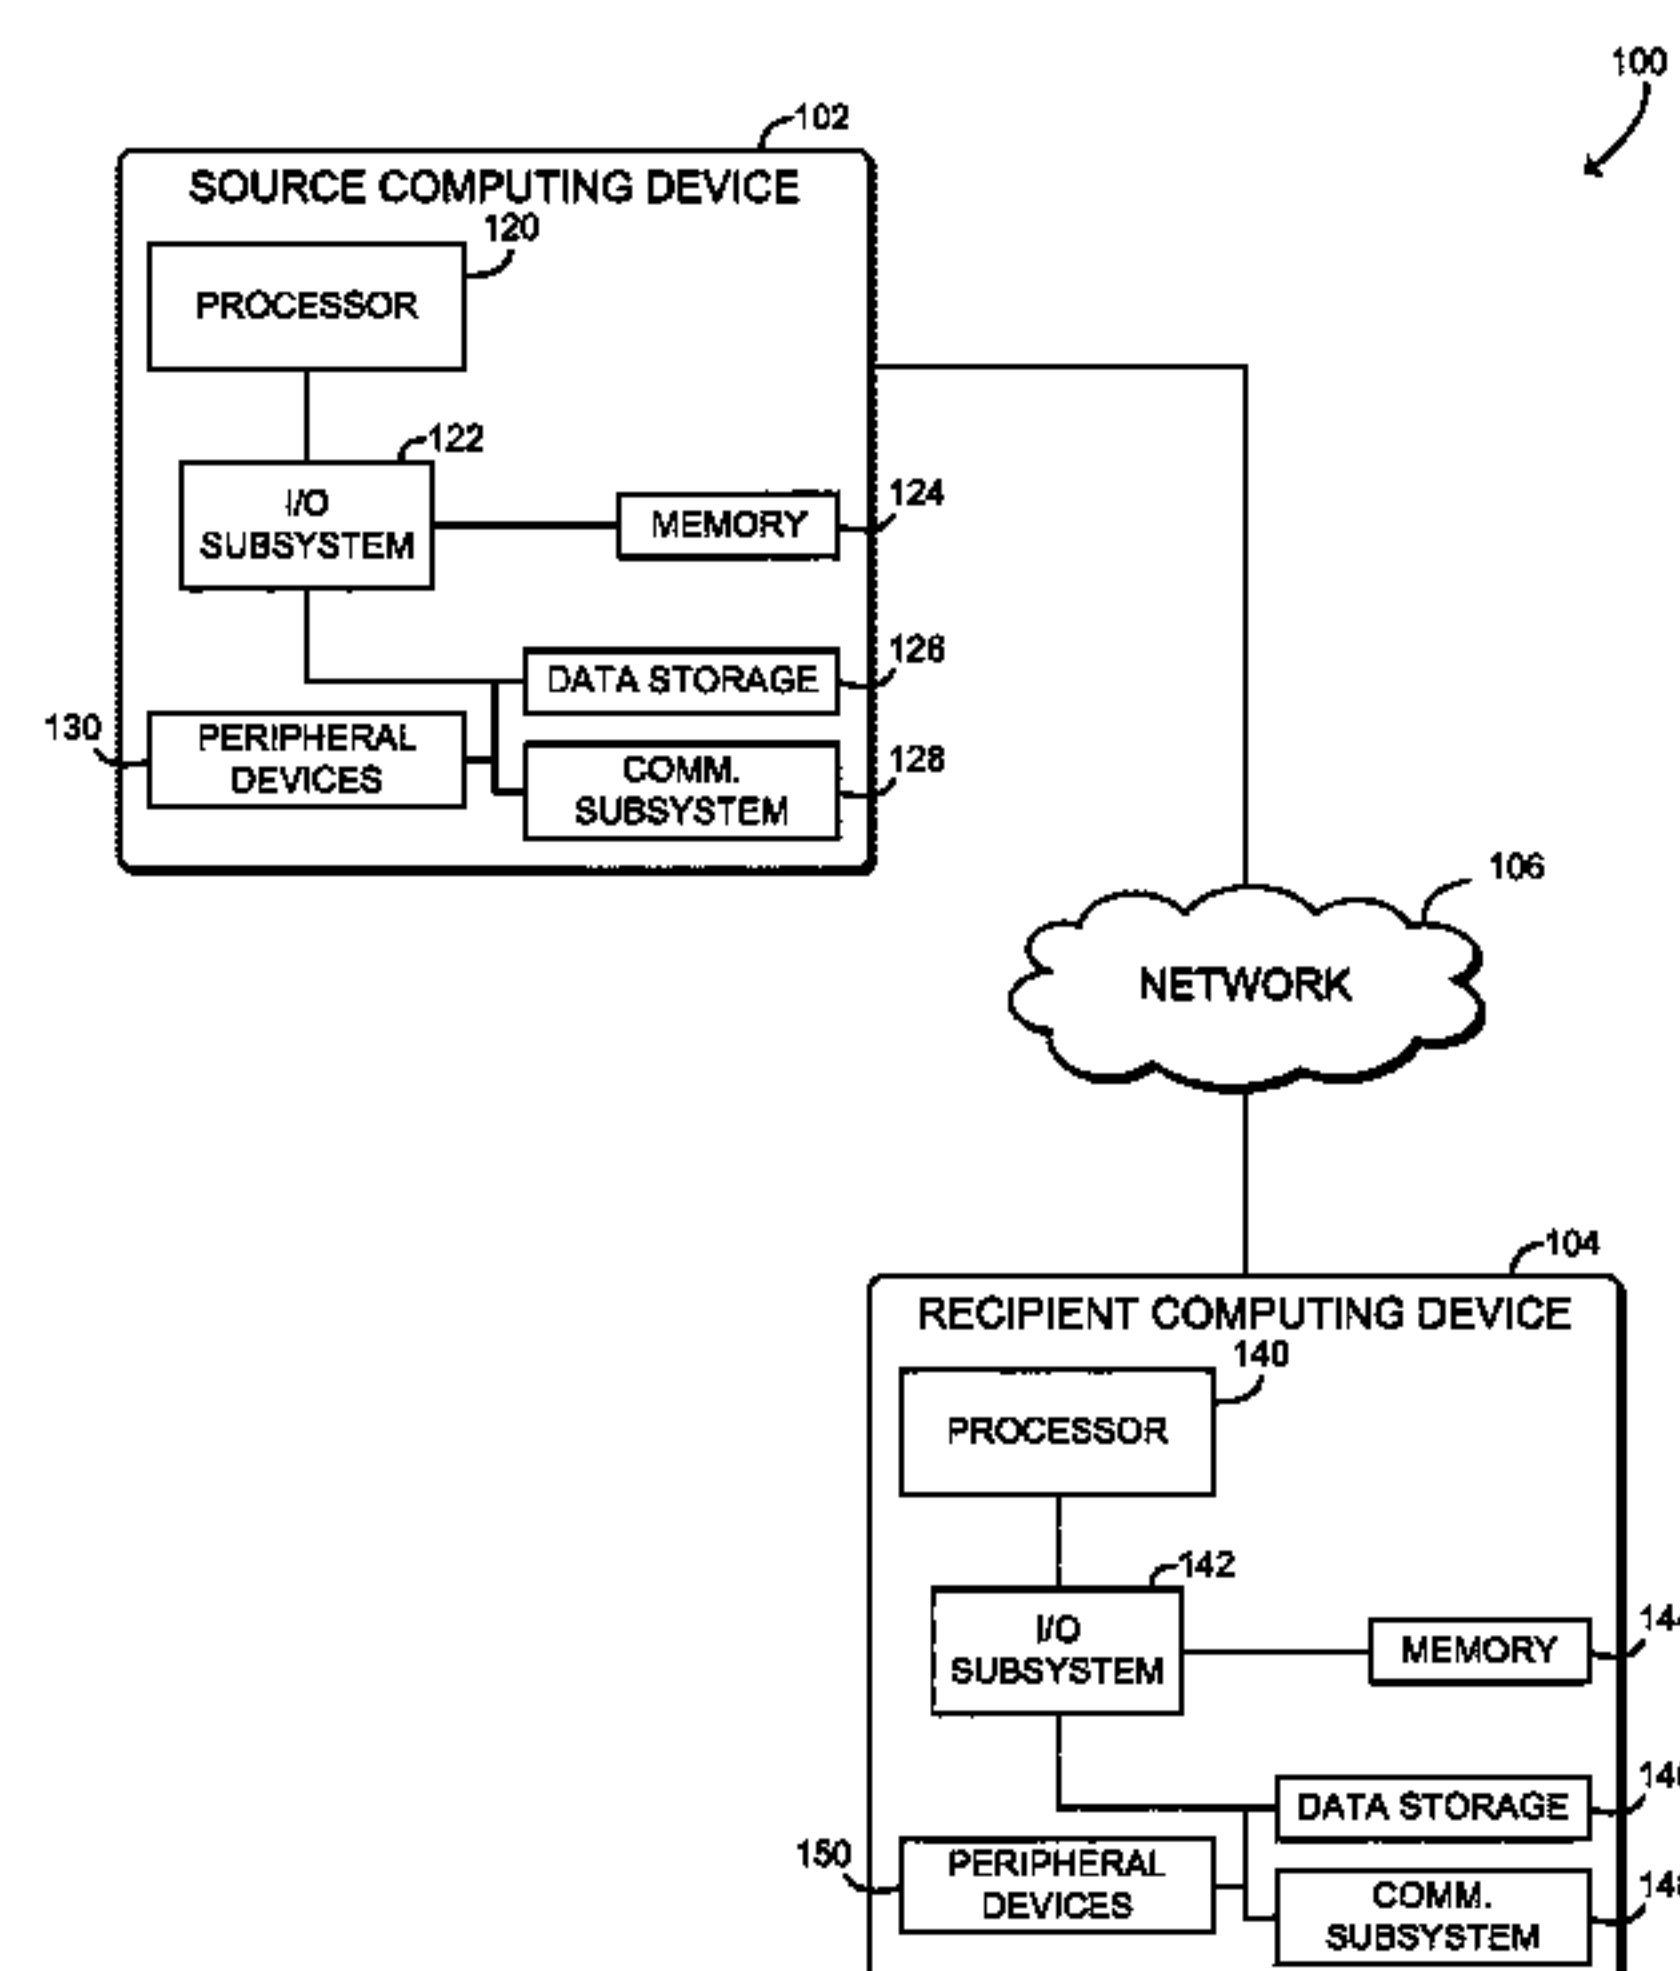 100
102
SOURCE COMPUTING DEVICE
120
PROCESSOR
122
I/O
SUBSYSTEM
124
MEMORY
126
DATA STORAGE
130
PERIPHERAL
DEVICES
128
COMM.
SUBSYSTEM
106
NETWORK
104
RECIPIENT COMPUTING DEVICE
140
PROCESSOR
142
I/O
SUBSYSTEM
MEMORY
DATA STORAGE
150
PERIPHERAL
DEVICES
COMM.
SUBSYSTEM